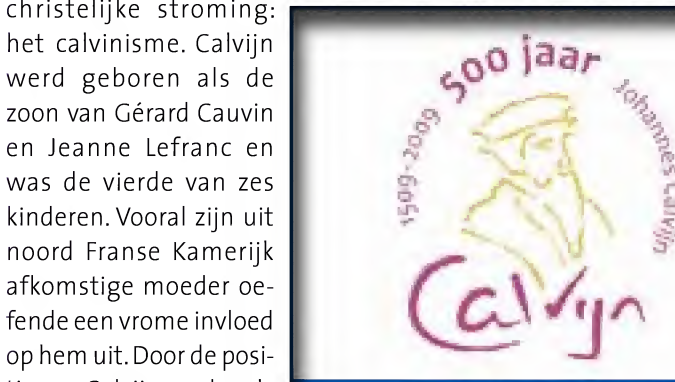 christelijke stroming:
het calvinisme. Calvijn
werd geboren als de
zoon van Gérard Cauvin
en Jeanne Lefranc en
was de vierde van zes
kinderen. Vooral zijn uit
noord Franse Kamerijk
afkomstige moeder oe-
fende een vrome invloed
op hem uit. Door de posi-
1509-2009 500 jaar Johannes Calvijn
Calvijn